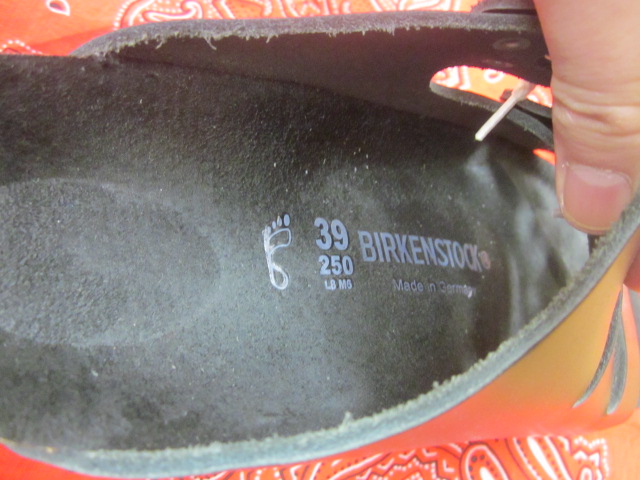 39 BIRKENSTOCK®
250
L8 M6
Made in Germany